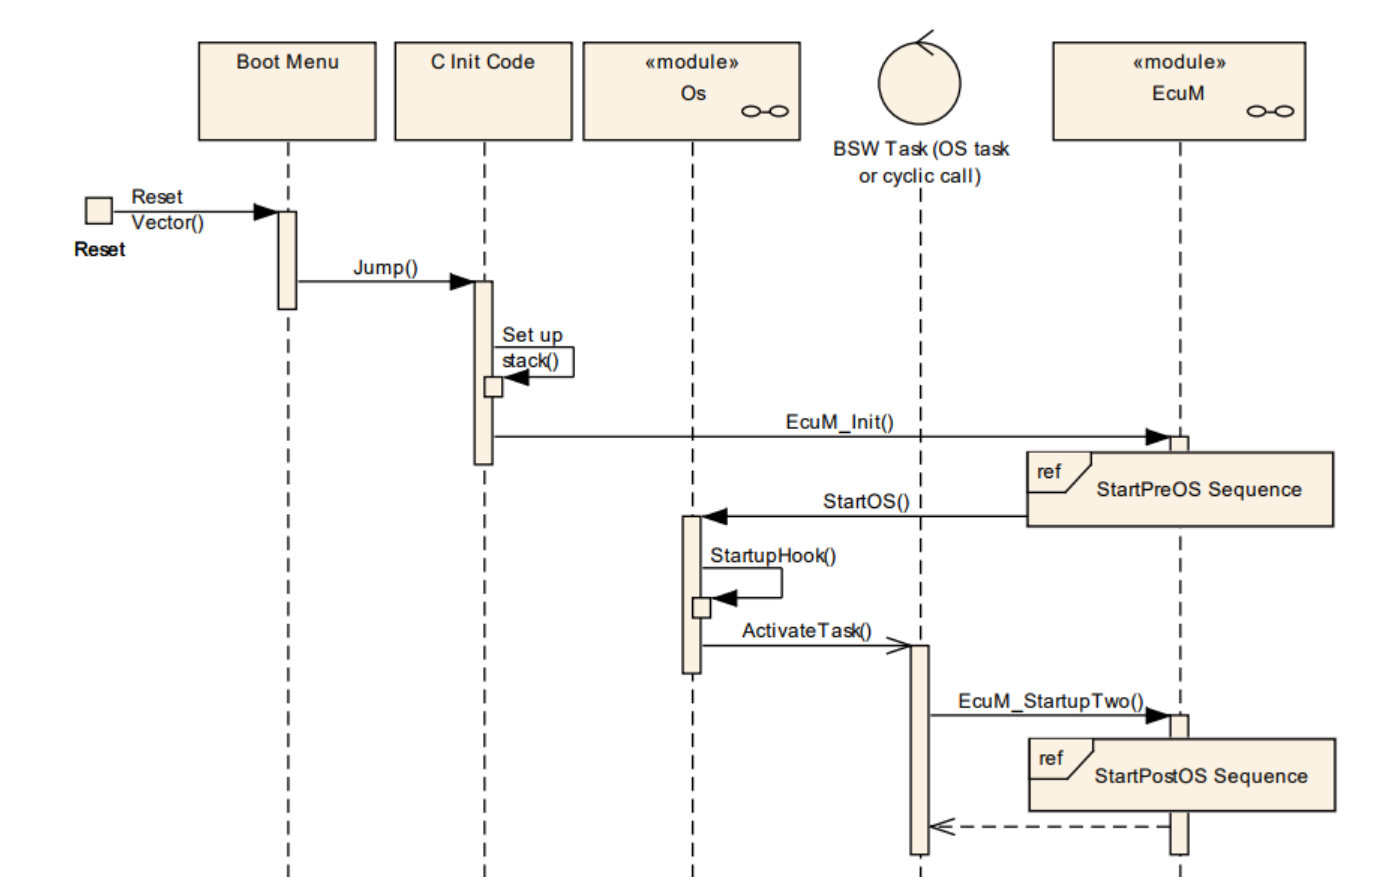 Boot Menu
C Init Code
«module»
Os
BSW Task (OS task
or cyclic call)
«module»
EcuM
Reset
Vector()
Reset
Jump()
Set up
stack()
EcuM_Init()
ref
StartPreOS Sequence
StartOS()
StartupHook()
ActivateTask()
EcuM_StartupTwo()
ref
StartPostOS Sequence